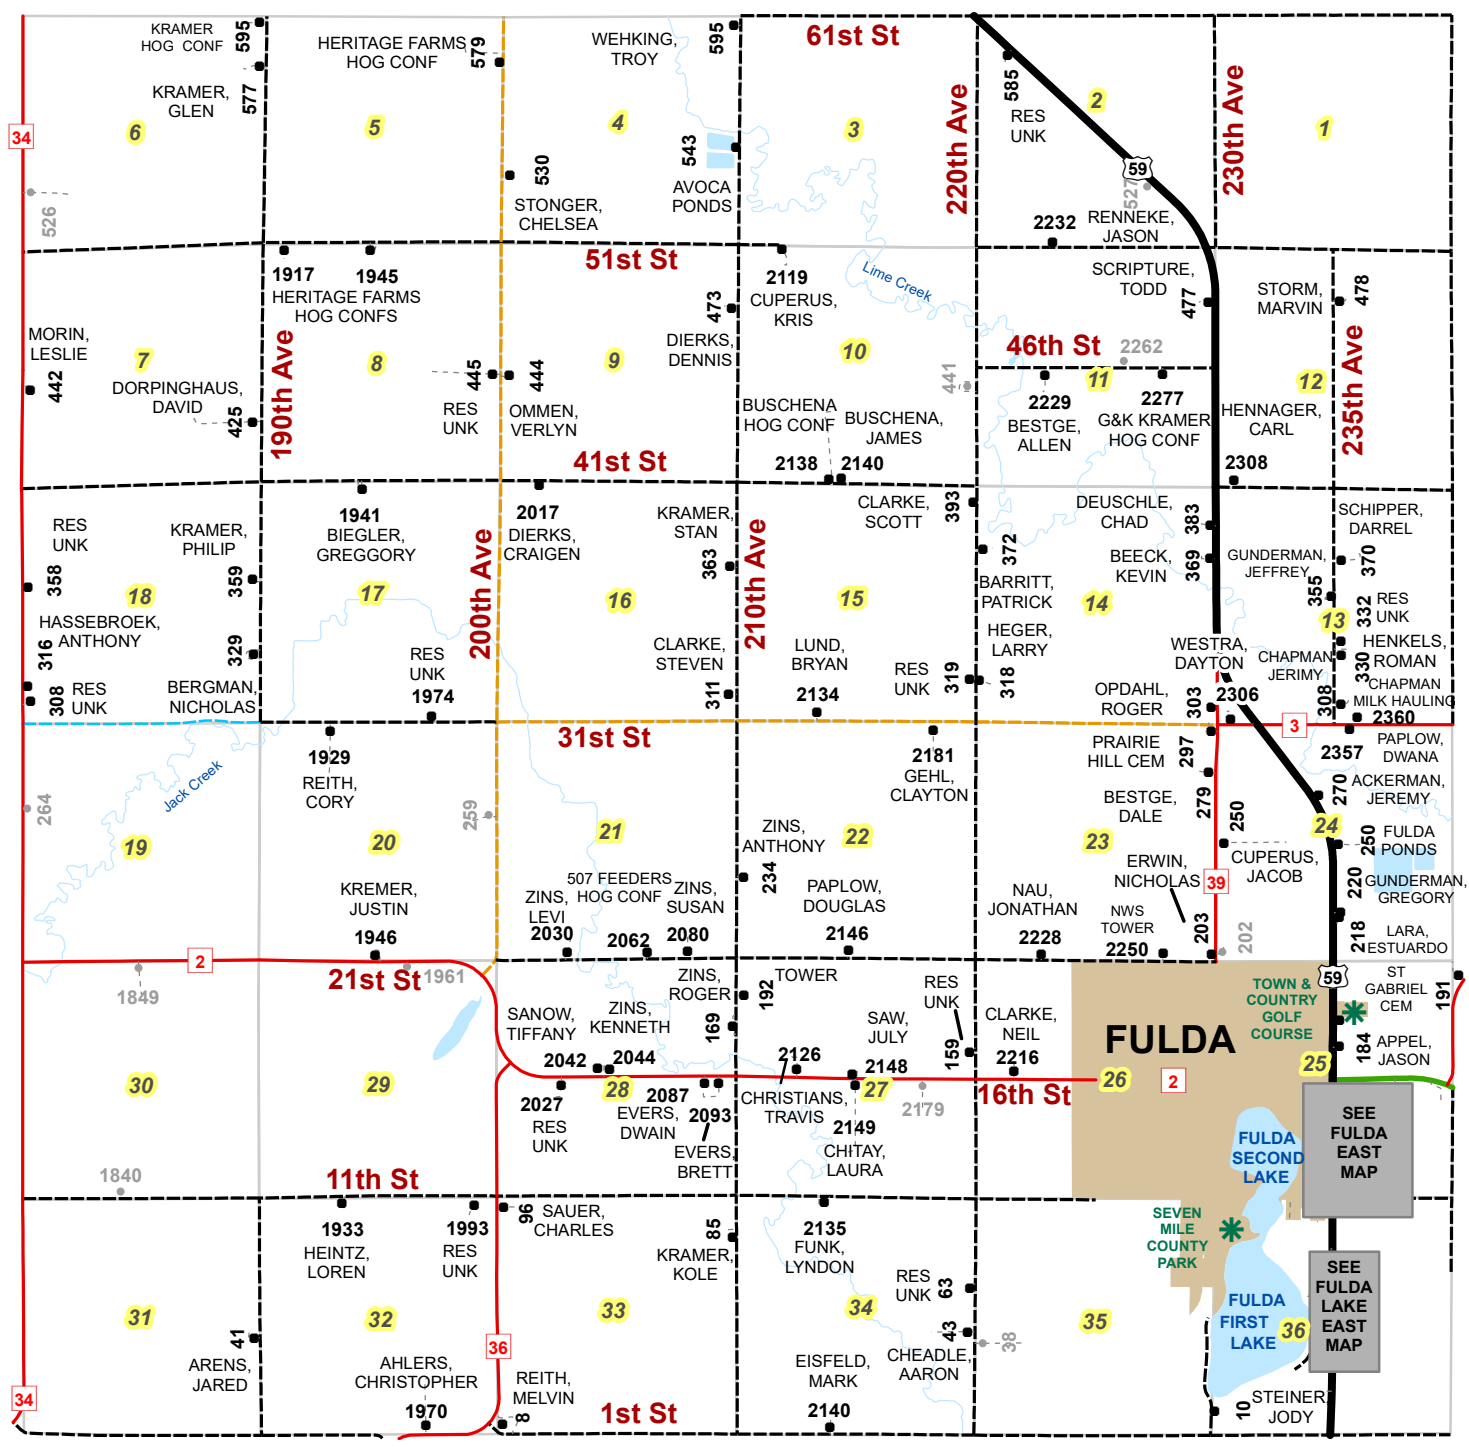 KRAMER
HOG CONF
595
HERITAGE FARMS
HOG CONF
579
WEHKING,
TROY
595
61st St
585
RES
UNK
2
230th Ave
1
KRAMER,
GLEN
577
6
5
4
3
34
543
220th Ave
59
527
526
530
STONGER,
CHELSEA
AVOCA
PONDS
2232
RENNEKE,
JASON
51st St
1917
1945
HERITAGE FARMS
HOG CONFS
2119
CUPERUS,
KRIS
Lime Creek
SCRIPTURE,
TODD
477
STORM,
MARVIN
478
473
DIERKS,
DENNIS
MORIN,
LESLIE
442
7
190th Ave
8
9
10
46th St
2262
11
12
235th Ave
DORPINGHAUS,
DAVID
425
445
RES
UNK
444
OMMEN,
VERLYN
BUSCHENA
HOG CONF
BUSCHENA,
JAMES
441
2229
BESTGE,
ALLEN
2277
G&K KRAMER
HOG CONF
HENNAGER,
CARL
41st St
2138
2140
2308
1941
BIEGLER,
GREGGORY
2017
DIERKS,
CRAIGEN
KRAMER,
STAN
363
CLARKE,
SCOTT
393
DEUSCHLE,
CHAD
383
SCHIPPER,
DARREL
370
RES
UNK
358
KRAMER,
PHILIP
359
200th Ave
210th Ave
372
BARRITT,
PATRICK
BEECK,
KEVIN
369
GUNDERMAN,
JEFFREY
355
18
17
16
15
14
13
332
RES
UNK
HASSEBROEK,
ANTHONY
316
329
RES
UNK
1974
CLARKE,
STEVEN
311
LUND,
BRYAN
2134
RES
UNK
319
HEGER,
LARRY
318
WESTRA,
DAYTON
2306
CHAPMAN
JERIMY
HENKELS,
ROMAN
330
308
RES
UNK
BERGMAN,
NICHOLAS
OPDAHL,
ROGER
303
308
CHAPMAN
MILK HAULING
2360
31st St
3
1929
REITH,
CORY
2181
GEHL,
CLAYTON
PRAIRIE
HILL CEM
297
2357
PAPLOW,
DWANA
Jack Creek
264
259
BESTGE,
DALE
279
250
270
ACKERMAN,
JEREMY
19
20
21
22
23
24
ZINS,
ANTHONY
234
CUPERUS,
JACOB
250
FULDA
PONDS
KREMER,
JUSTIN
1946
ZINS,
LEVI
2030
507 FEEDERS
HOG CONF
2062
ZINS,
SUSAN
2080
PAPLOW,
DOUGLAS
2146
NAU,
JONATHAN
2228
ERWIN,
NICHOLAS
203
39
220
GUNDERMAN,
GREGORY
NWS
TOWER
2250
202
218
LARA,
ESTUARDO
2
21st St
1849
1961
ZINS,
ROGER
192
TOWER
RES
UNK
159
59
ST
GABRIEL
CEM
191
TOWN &
COUNTRY
GOLF
COURSE
SANOW,
TIFFANY
2042
ZINS,
KENNETH
2044
169
SAW,
JULY
2148
CLARKE,
NEIL
2216
FULDA
184
APPEL,
JASON
2126
30
29
28
27
26
2
25
2027
RES
UNK
2087
EVERS,
DWAIN
2093
EVERS,
BRETT
CHRISTIANS,
TRAVIS
2149
CHITAY,
LAURA
2179
16th St
SEE
FULDA
EAST
MAP
FULDA
SECOND
LAKE
1840
11th St
1933
HEINTZ,
LOREN
1993
RES
UNK
96
SAUER,
CHARLES
85
KRAMER,
KOLE
2135
FUNK,
LYNDON
SEVEN
MILE
COUNTY
PARK
RES
UNK
63
SEE
FULDA
LAKE
EAST
MAP
31
32
33
34
35
36
FULDA
FIRST
LAKE
41
ARENS,
JARED
36
43
CHEADLE,
AARON
38
AHLERS,
CHRISTOPHER
1970
REITH,
MELVIN
8
EISFELD,
MARK
2140
34
1st St
10
STEINER,
JODY